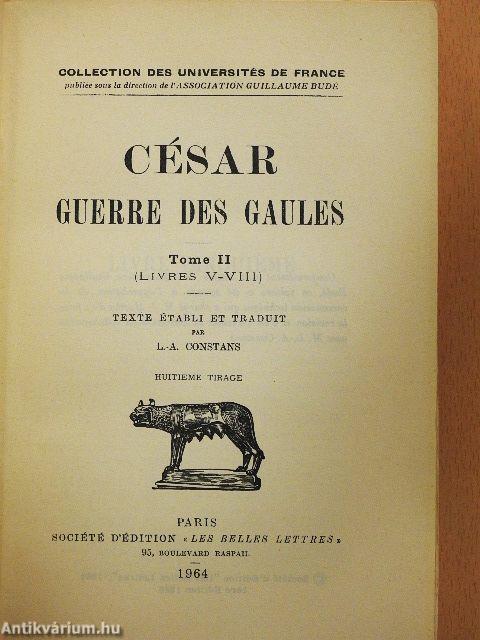 COLLECTION DES UNIVERSITÉS DE FRANCE
publiée sous la direction de l'ASSOCIATION GUILLAUME BUDÉ
CÉSAR
GUERRE DES GAULES
Tome II
(LIVRES V-VIII)
TEXTE ÉTABLI ET TRADUIT
PAR
L.-A. CONSTANS
HUITIEME TIRAGE
PARIS
SOCIÉTÉ D'ÉDITION « LES BELLES LETTRES »
95, BOULEVARD RASPAIL
1964
Antikvárium.hu